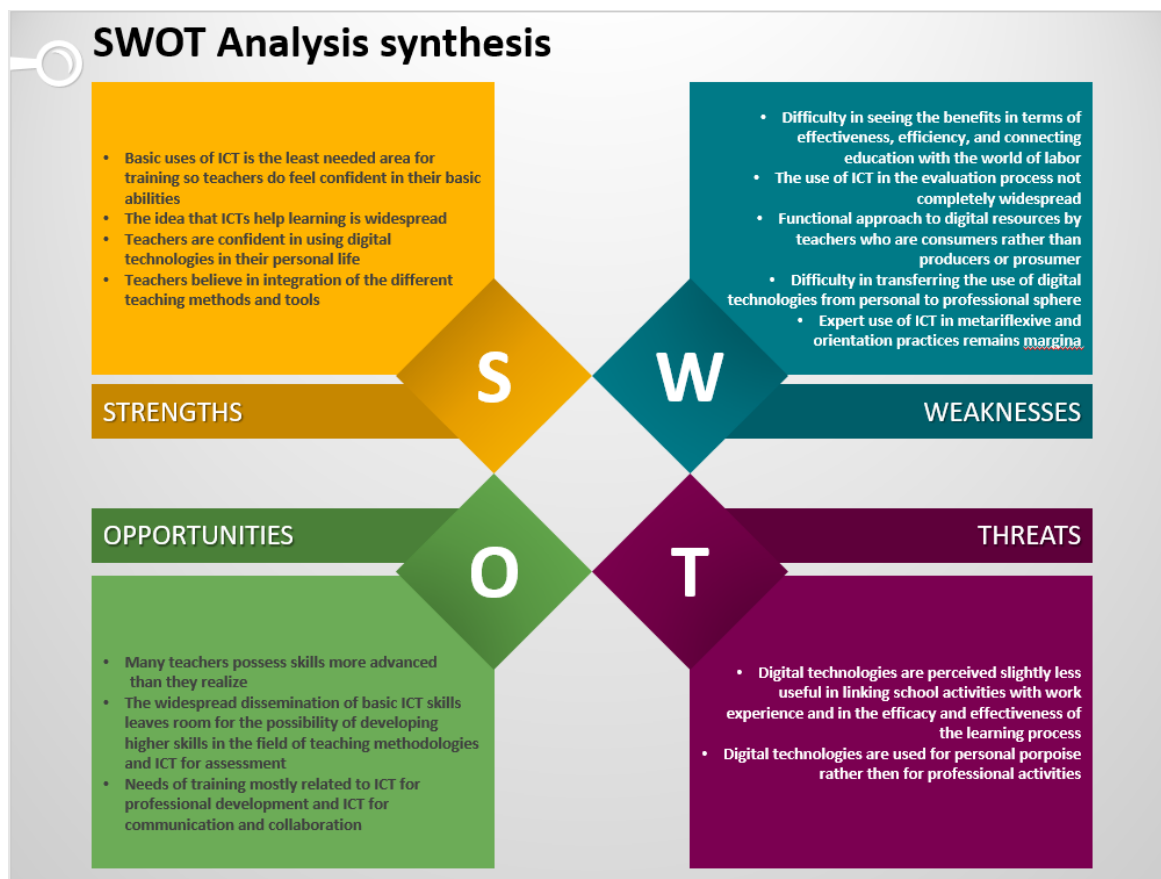 SWOT Analysis synthesis
• Basic uses of ICT is the least needed area for
training so teachers do feel confident in their basic
abilities
• The idea that ICTs help learning is widespread
• Teachers are confident in using digital
technologies in their personal life
• Teachers believe in integration of the different
teaching methods and tools
S
STRENGTHS
• Difficulty in seeing the benefits in terms of
effectiveness, efficiency, and connecting
education with the world of labor
• The use of ICT in the evaluation process not
completely widespread
• Functional approach to digital resources by
teachers who are consumers rather than
producers or prosumer
• Difficulty in transferring the use of digital
technologies from personal to professional sphere
• Expert use of ICT in metariflexive and
orientation practices remains margina
W
WEAKNESSES
OPPORTUNITIES
O
• Many teachers possess skills more advanced
than they realize
• The widespread dissemination of basic ICT skills
leaves room for the possibility of developing
higher skills in the field of teaching methodologies
and ICT for assessment
• Needs of training mostly related to ICT for
professional development and ICT for
communication and collaboration
THREATS
T
• Digital technologies are perceived slightly less
useful in linking school activities with work
experience and in the efficacy and effectiveness of
the learning process
• Digital technologies are used for personal porpoise
rather then for professional activities